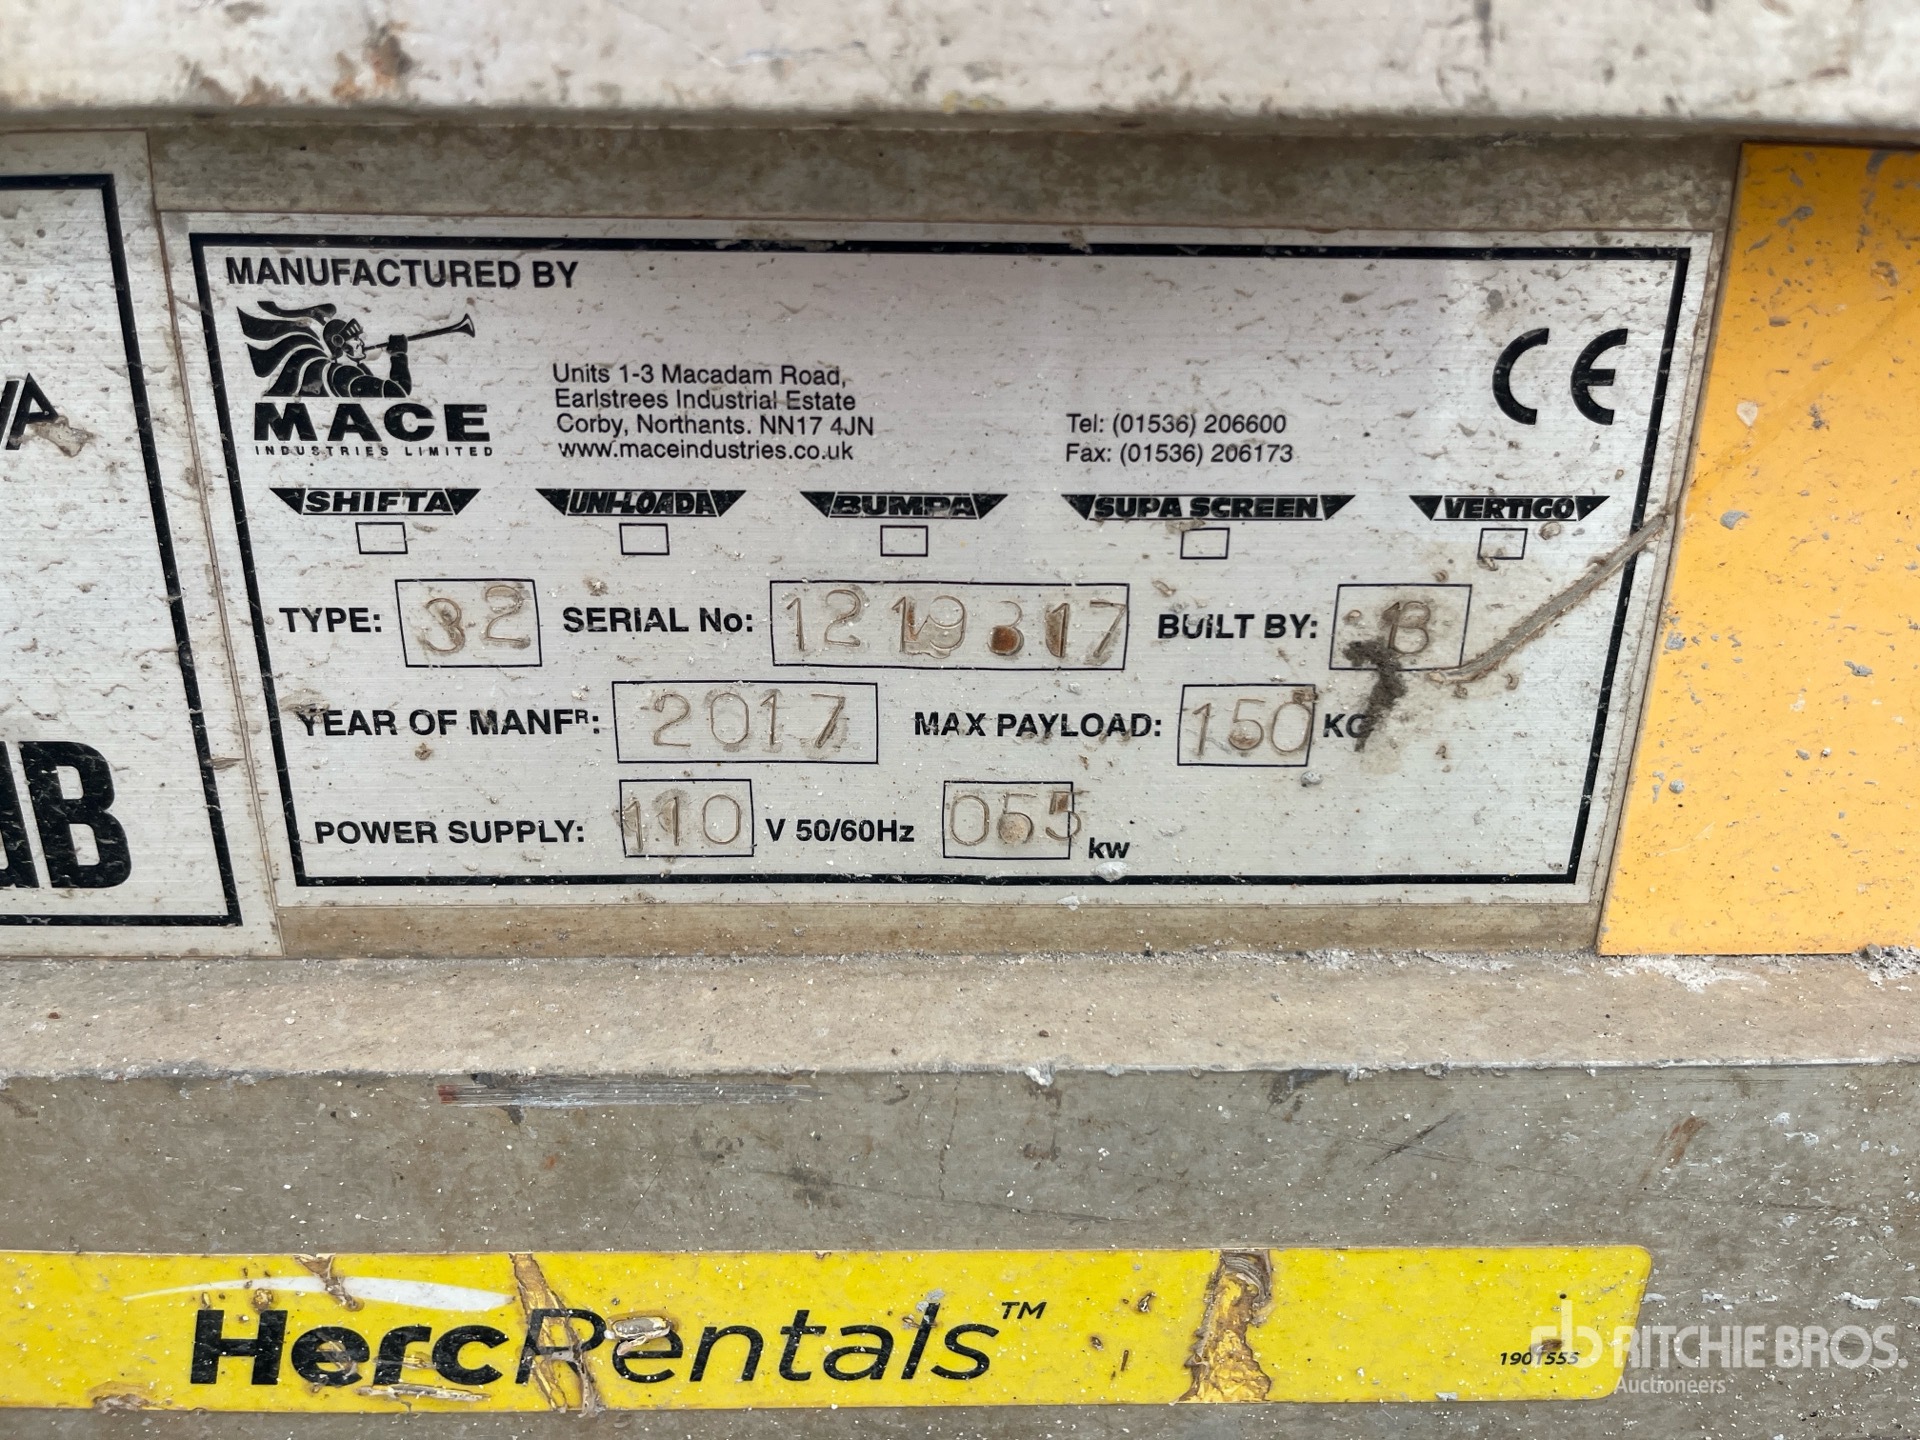 MANUFACTURED BY
MACE
INDUSTRIES LIMITED
Units 1-3 Macadam Road,
Earlstrees Industrial Estate
Corby, Northants. NN17 4JN
www.maceindustries.co.uk
Tel: (01536) 206600
Fax: (01536) 206173
CE
SHIFTA UNI-LOADA BUMPA SUPA SCREEN VERTIGO
TYPE: 32 SERIAL No: BUILT BY:
YEAR OF MANFR: 2017 MAX PAYLOAD: 150 KG
POWER SUPPLY: 110 V 50/60Hz 055 kw
HercRentals™
1901555
rb RITCHIE BROS.
Auctioneers